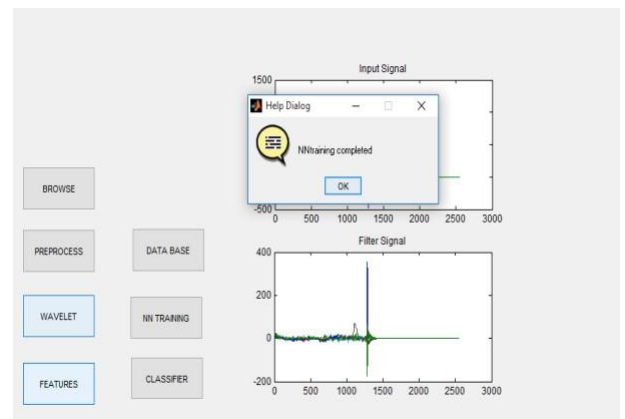 Input Signal
1500
Help Dialog
NNtraining completed
OK
-500
0 500 1000 1500 2000 2500 3000
Filter Signal
400
200
0
-200
0 500 1000 1500 2000 2500 3000
BROWSE
PREPROCESS
DATA BASE
WAVELET
NN TRAINING
FEATURES
CLASSIFIER